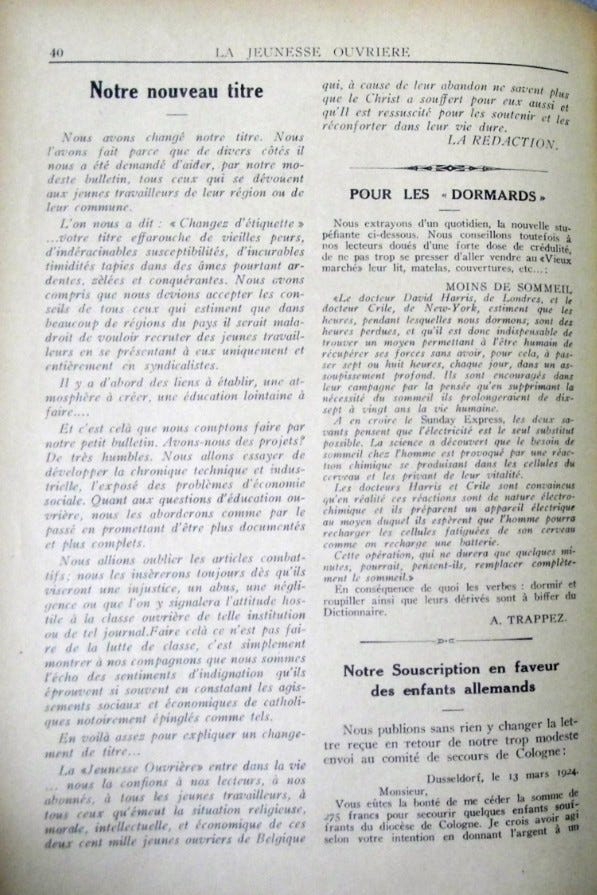 40
LA JEUNESSE OUVRIERE
Notre nouveau titre
Nous avons changé notre titre. Nous
l'avons fait parce que de divers côtés il
nous a été demandé d'aider, par notre mo-
deste bulletin, tous ceux qui se dévouent
aux jeunes travailleurs de leur région ou de
leur commune.
L'on nous a dit : « Changez d'étiquette »
...votre titre effarouche de vieilles peurs,
d'indéracinables susceptibilités, d'incurables
timidités tapies dans des âmes pourtant ar-
dentes, zélées et conquérantes. Nous avons
compris que nous devions accepter les con-
seils de tous ceux qui estiment que dans
beaucoup de régions du pays il serait mala-
droit de vouloir recruter des jeunes travail-
leurs en se présentant à eux uniquement et
entièrement en syndicalistes.
Il y a d'abord des liens à établir, une at-
mosphère à créer, une éducation lointaine à
faire....
Et c'est celà que nous comptons faire par
notre petit bulletin. Avons-nous des projets?
De très humbles. Nous allons essayer de
développer la chronique technique et indus-
trielle, l'exposé des problèmes d'économie
sociale. Quant aux questions d'éducation ou-
vrière, nous les aborderons comme par le
passé en promettant d'être plus documentés
et plus complets.
Nous allions oublier les articles combat-
tifs; nous les insèrerons toujours dès qu'ils
viseront une injustice, un abus, une négli-
gence ou que l'on y signalera l'attitude hos-
tile à la classe ouvrière de telle institution
ou de tel journal.Faire celà ce n'est pas fai-
re de la lutte de classe, c'est simplement
montrer à nos compagnons que nous sommes
l'écho des sentiments d'indignation qu'ils
éprouvent si souvent en constatant les agis-
sements sociaux et économiques de catholi-
ques notoirement épinglés comme tels.
En voilà assez pour expliquer un change-
ment de titre...
La «Jeunesse Ouvrière» entre dans la vie
... nous la confions à nos lecteurs, à nos
abonnés, à tous les jeunes travailleurs, à
tous ceux qu'émeut la situation religieuse,
morale, intellectuelle, et économique de ces
deux cent mille jeunes ouvriers de Belgique
qui, à cause de leur abandon ne savent plus
que le Christ a souffert pour eux aussi et
qu'Il est ressuscité pour les soutenir et les
réconforter dans leur vie dure.
LA REDACTION.
POUR LES « DORMARDS »
Nous extrayons d'un quotidien, la nouvelle stu-
péfiante ci-dessous. Nous conseillons toutefois à
nos lecteurs doués d'une forte dose de crédulité,
de ne pas trop se presser d'aller vendre au «Vieux
marché» leur lit, matelas, couvertures, etc...:
MOINS DE SOMMEIL
«Le docteur David Harris, de Londres, et le
docteur Crile, de New-York, estiment que les
heures, pendant lesquelles nous dormons, sont des
heures perdues, et qu'il est donc indispensable de
trouver un moyen permettant à l'être humain de
récupérer ses forces sans avoir, pour cela, à pas-
ser sept ou huit heures, chaque jour, dans un as-
soupissement profond. Ils sont encouragés dans
leur campagne par la pensée qu'en supprimant la
nécessité du sommeil ils prolongeraient de dix-
sept à vingt ans la vie humaine.
A en croire le Sunday Express, les deux sa-
vants pensent que l'électricité est le seul substitut
possible. La science a découvert que le besoin de
sommeil chez l'homme est provoqué par une réac-
tion chimique se produisant dans les cellules du
cerveau et les privant de leur vitalité.
Les docteurs Harris et Crile sont convaincus
qu'en réalité ces réactions sont de nature électro-
chimique et ils préparent un appareil électrique
au moyen duquel ils espèrent que l'homme pourra
recharger les cellules fatiguées de son cerveau
comme on recharge une batterie.
Cette opération, qui ne durera que quelques mi-
nutes, pourrait, pensent-ils, remplacer complète-
ment le sommeil.»
En conséquence de quoi les verbes : dormir et
roupiller ainsi que leurs dérivés sont à biffer du
Dictionnaire.
A. TRAPPEZ.
Notre Souscription en faveur
des enfants allemands
Nous publions sans rien y changer la let-
tre reçue en retour de notre trop modeste
envoi au comité de secours de Cologne :
Dusseldorf, le 13 mars 1924.
Monsieur,
Vous eûtes la bonté de me céder la somme de
275 francs pour secourir quelques enfants souf-
frants du diocèse de Cologne. Je crois avoir agi
selon votre intention en donnant l'argent à un